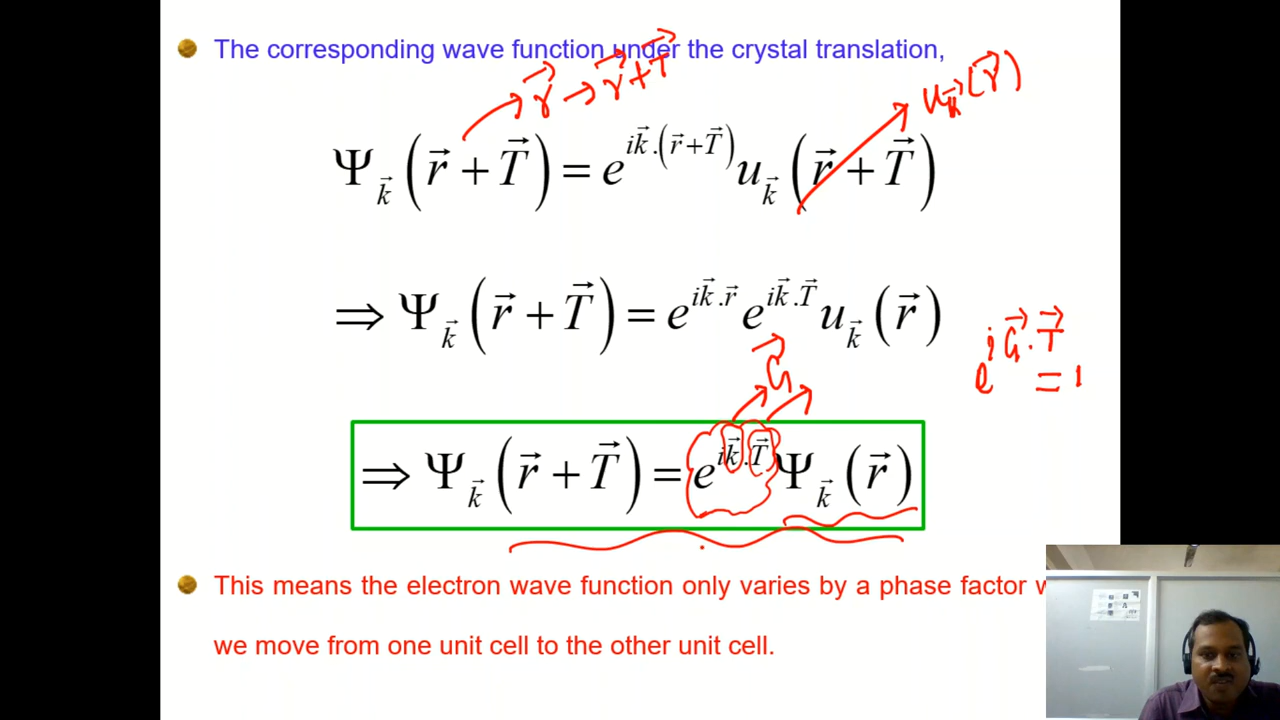 The corresponding wave function under the crystal translation,
r⃗ → r⃗ + T⃗
u_k⃗(r⃗)
Ψ_k⃗(r⃗ + T⃗) = e^{ik⃗.(r⃗+T⃗)} u_k⃗(r⃗ + T⃗)
⇒ Ψ_k⃗(r⃗ + T⃗) = e^{ik⃗.r⃗} e^{ik⃗.T⃗} u_k⃗(r⃗)
e^{iG⃗.T⃗} = 1
G⃗
⇒ Ψ_k⃗(r⃗ + T⃗) = e^{ik⃗.T⃗} Ψ_k⃗(r⃗)
This means the electron wave function only varies by a phase factor w
we move from one unit cell to the other unit cell.